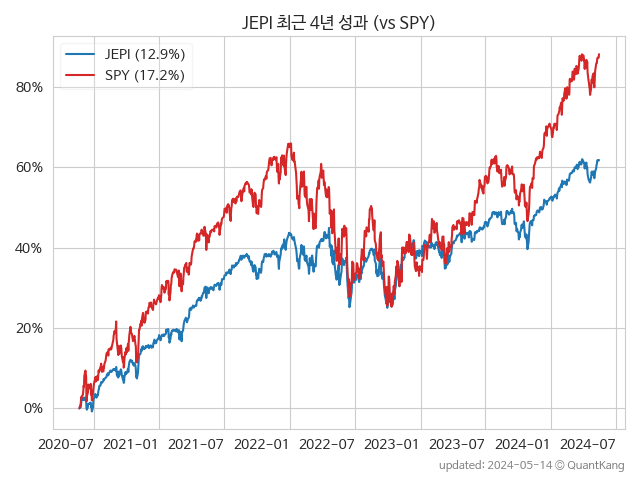 JEPI 최근 4년 성과 (vs SPY)
JEPI (12.9%)
SPY (17.2%)
80%
60%
40%
20%
0%
2020-07 2021-01 2021-07 2022-01 2022-07 2023-01 2023-07 2024-01 2024-07
updated: 2024-05-14 © QuantKang